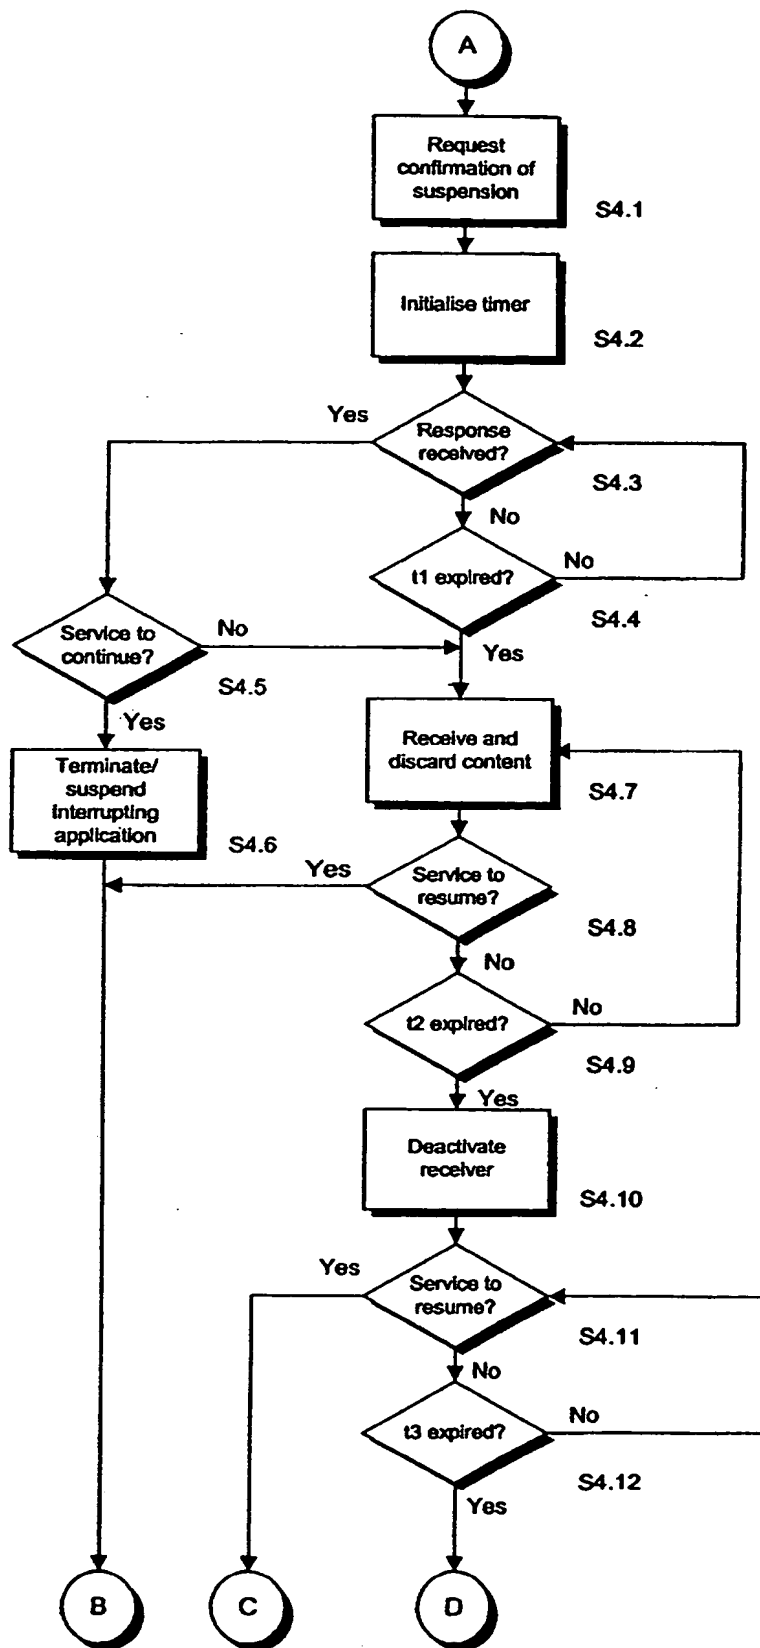 A
Request
confirmation of
suspension
S4.1
Initialise timer
S4.2
Yes
Response
received?
S4.3
No
t1 expired?
No
S4.4
Yes
Service to
continue?
No
S4.5
Yes
Terminate/
suspend
interrupting
application
S4.6
Receive and
discard content
S4.7
Yes
Service to
resume?
S4.8
No
t2 expired?
No
S4.9
Yes
Deactivate
receiver
S4.10
Yes
Service to
resume?
S4.11
No
t3 expired?
No
S4.12
Yes
B
C
D